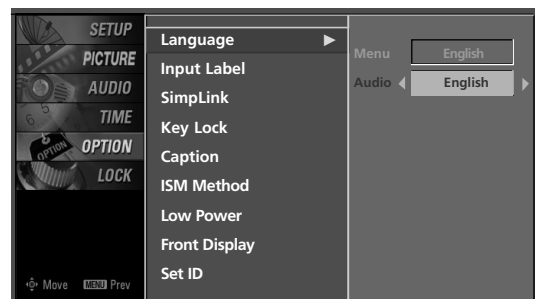 SETUP
PICTURE
AUDIO
TIME
OPTION
LOCK
Move MENU Prev
Language ▶
Input Label
SimpLink
Key Lock
Caption
ISM Method
Low Power
Front Display
Set ID
Menu English
Audio ◀ English ▶